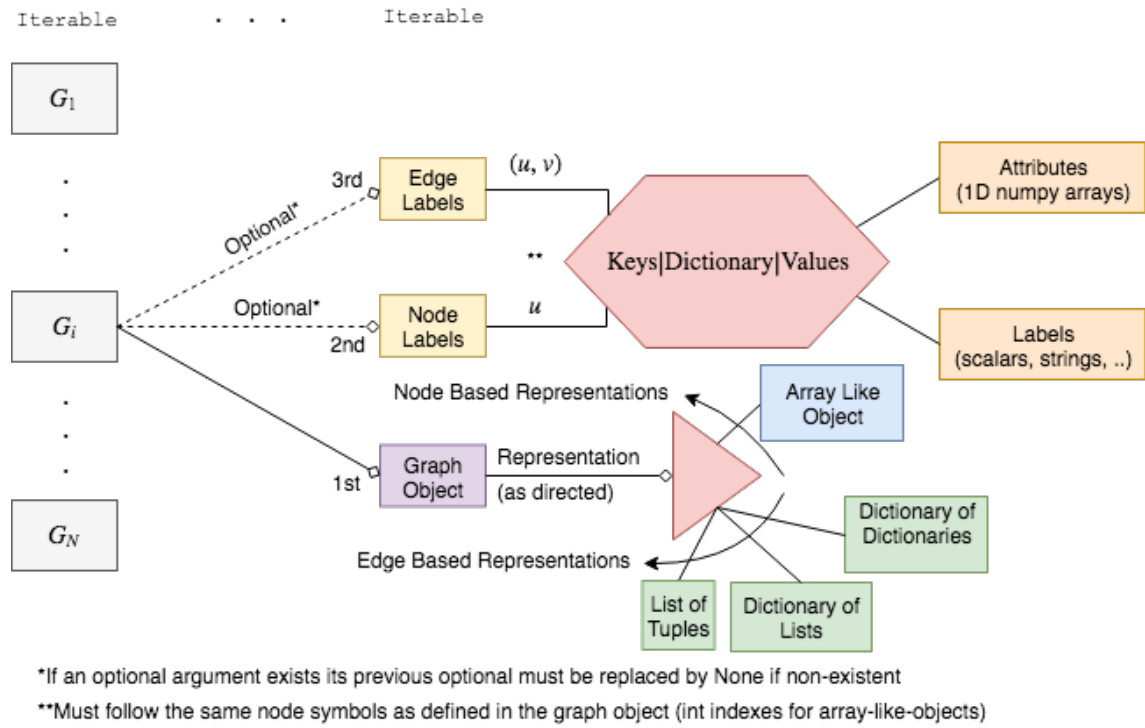 Iterable . . . Iterable
G₁
.
.
.
3rd
Edge
Labels
(u, v)
Optional*
Attributes
(1D numpy arrays)
**
Keys|Dictionary|Values
Gᵢ
Optional*
2nd
Node
Labels
u
Labels
(scalars, strings, ..)
.
.
.
Node Based Representations
Array Like
Object
1st
Graph
Object
Representation
(as directed)
G_N
Edge Based Representations
Dictionary of
Dictionaries
List of
Tuples
Dictionary of
Lists
*If an optional argument exists its previous optional must be replaced by None if non-existent
**Must follow the same node symbols as defined in the graph object (int indexes for array-like-objects)